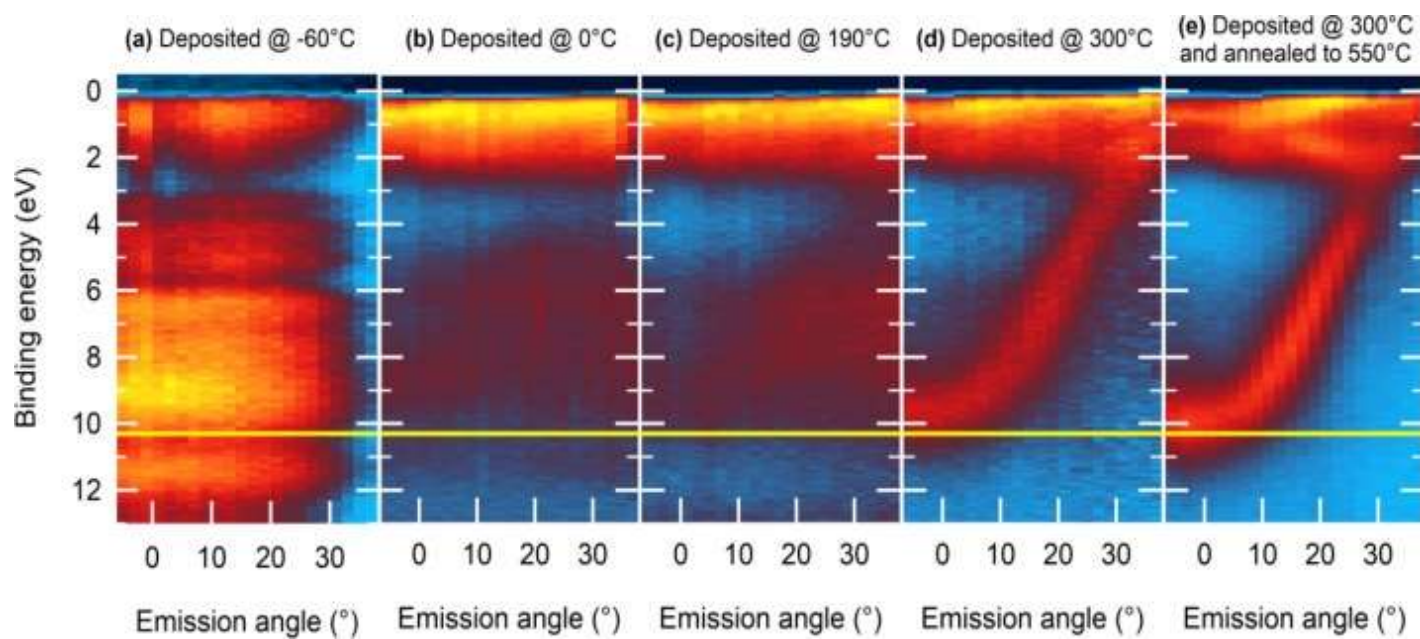 (a) Deposited @ -60°C
(b) Deposited @ 0°C
(c) Deposited @ 190°C
(d) Deposited @ 300°C
(e) Deposited @ 300°C
and annealed to 550°C
Binding energy (eV)
0
2
4
6
8
10
12
0 10 20 30
0 10 20 30
0 10 20 30
0 10 20 30
0 10 20 30
Emission angle (°)
Emission angle (°)
Emission angle (°)
Emission angle (°)
Emission angle (°)